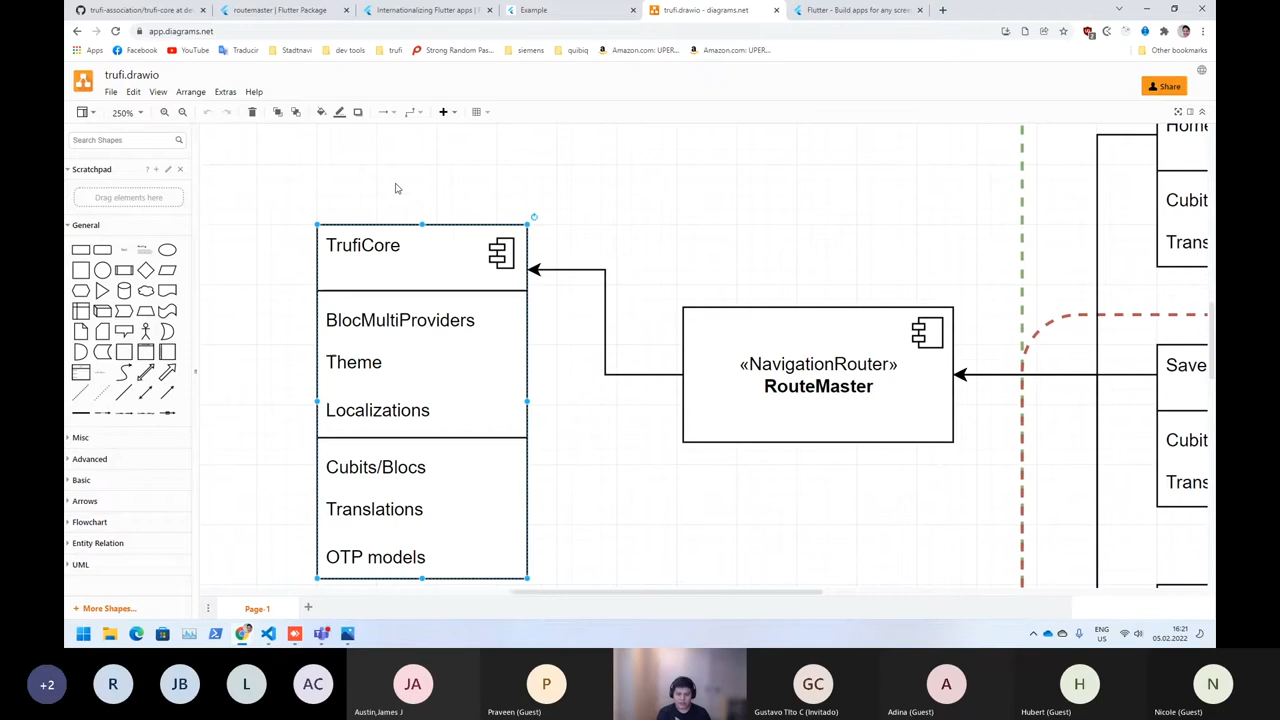 trufi-association/trufi-core at de
routemaster | Flutter Package
Internationalizing Flutter apps | F
Example
trufi.drawio - diagrams.net
Flutter - Build apps for any scree
app.diagrams.net
Apps
Facebook
YouTube
Traducir
Stadtnavi
dev tools
trufi
Strong Random Pas...
siemens
quibiq
Amazon.com: UPER...
Amazon.com: UPER...
Other bookmarks
trufi.drawio
File Edit View Arrange Extras Help
Share
250%
Search Shapes
Scratchpad
Drag elements here
General
Misc
Advanced
Basic
Arrows
Flowchart
Entity Relation
UML
+ More Shapes...
Page-1
TrufiCore
BlocMultiProviders
Theme
Localizations
Cubits/Blocs
Translations
OTP models
«NavigationRouter»
RouteMaster
Home
Cubit
Trans
Save
Cubit
Trans
ENG
US
16:21
05.02.2022
+2
R
JB
L
AC
JA
Austin,James J
P
Praveen (Guest)
GC
Gustavo TIto C (Invitado)
A
Adina (Guest)
H
Hubert (Guest)
N
Nicole (Guest)